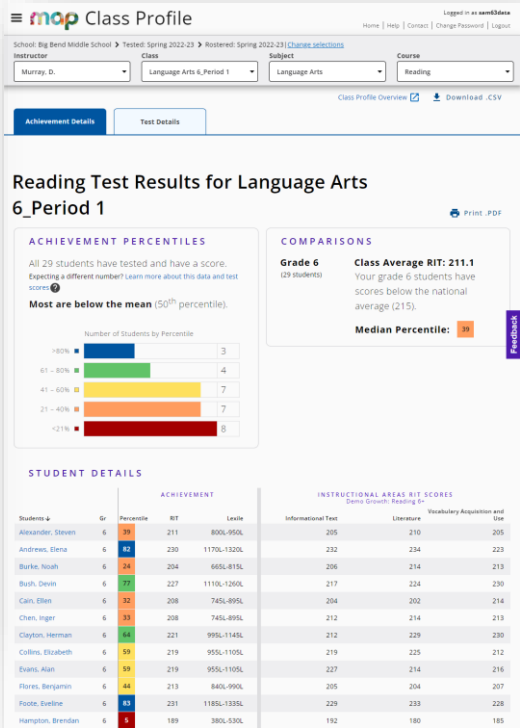 ≡ map Class Profile
Logged in as sam63data
Home | Help | Contact | Change Password | Logout
School: Big Bend Middle School > Tested: Spring 2022-23 > Rostered: Spring 2022-23|Change selections
Instructor Class Subject Course
Murray, D. Language Arts 6_Period 1 Language Arts Reading
Class Profile Overview Download .CSV
Achievement Details Test Details
Reading Test Results for Language Arts
6_Period 1
Print .PDF
ACHIEVEMENT PERCENTILES
All 29 students have tested and have a score.
Expecting a different number? Learn more about this data and test
scores ?
Most are below the mean (50th percentile).
Number of Students by Percentile
>80% 3
61 – 80% 4
41 – 60% 7
21 – 40% 7
<21% 8
COMPARISONS
Grade 6
(29 students)
Class Average RIT: 211.1
Your grade 6 students have
scores below the national
average (215).
Median Percentile: 39
Feedback
STUDENT DETAILS
ACHIEVEMENT INSTRUCTIONAL AREAS RIT SCORES
Demo Growth: Reading 6+
Students Gr Percentile RIT Lexile Informational Text Literature Vocabulary Acquisition and Use
Alexander, Steven 6 39 211 800L-950L 205 210 205
Andrews, Elena 6 82 230 1170L-1320L 232 234 223
Burke, Noah 6 24 204 665L-815L 206 214 213
Bush, Devin 6 77 227 1110L-1260L 217 224 230
Cain, Ellen 6 32 208 745L-895L 204 202 214
Chen, Inger 6 33 208 745L-895L 212 214 213
Clayton, Herman 6 64 221 995L-1145L 212 229 230
Collins, Elizabeth 6 59 219 955L-1105L 219 225 212
Evans, Alan 6 59 219 955L-1105L 227 214 216
Flores, Benjamin 6 44 213 840L-990L 205 204 207
Foote, Eveline 6 83 231 1185L-1335L 229 233 228
Hampton, Brendan 6 5 189 380L-530L 192 180 185